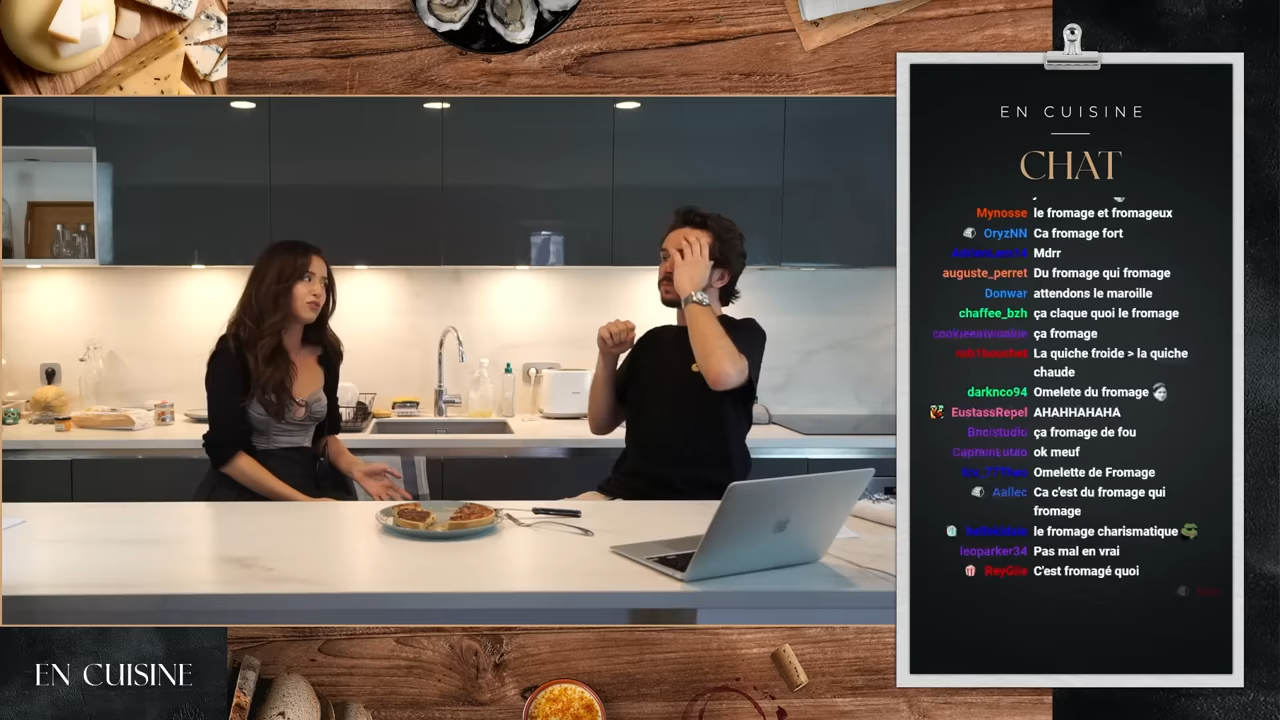 EN CUISINE
CHAT
Mynosse le fromage et fromageux
OryzNN Ca fromage fort
Mdrr
auguste_perret Du fromage qui fromage
Donwar attendons le maroille
chaffee_bzh ça claque quoi le fromage
ça fromage
La quiche froide > la quiche
chaude
darknco94 Omelete du fromage
EustassRepel AHAHHAHAHA
ça fromage de fou
ok meuf
Omelette de Fromage
Aallec Ca c'est du fromage qui
fromage
le fromage charismatique
leoparker34 Pas mal en vrai
C'est fromagé quoi
EN CUISINE